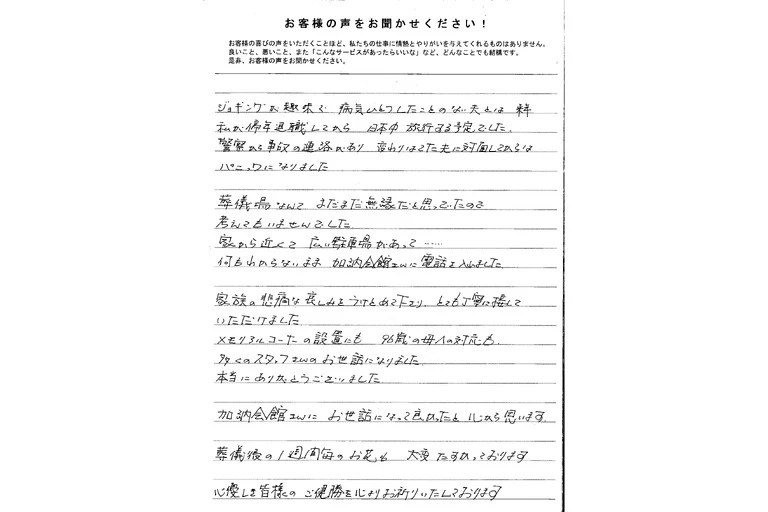 お客様の声をお聞かせください！
お客様の喜びの声をいただくことほど、私たちの仕事に情熱とやりがいを与えてくれるものはありません。
良いこと、悪いこと、また「こんなサービスがあったらいいな」など、どんなことでも結構です。
是非、お客様の声をお聞かせください。
ジョギングが趣味で 病気ひとつしたことのない夫とは 来年
私が停年退職してから 日本中 旅行する予定でした。
警察から事故の連絡があり 変わりはてた夫に対面してからは
パニックになりました
葬儀場なんて まだまだ無縁だと思っていたので
考えてもいませんでした
家から近くて 広い駐車場があって……
何もわからないまま 加納会館さんに電話を入れました
家族の悲痛な哀しみをうけとめて下さり、とても丁寧に接して
いただけました
メモリアルコーナーの設置にも 96歳の母への対応も
多くのスタッフさんのお世話になりました
本当にありがとうございました
加納会館さんに お世話になって良かったと 心から思います。
葬儀後の1週間毎のお花も 大変 たすかっております
心優しき皆様の ご健勝を心よりお祈りいたしております